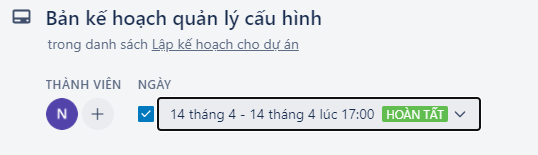 Bản kế hoạch quản lý cấu hình
trong danh sách Lập kế hoạch cho dự án
THÀNH VIÊN NGÀY
N + 14 tháng 4 - 14 tháng 4 lúc 17:00 HOÀN TẤT